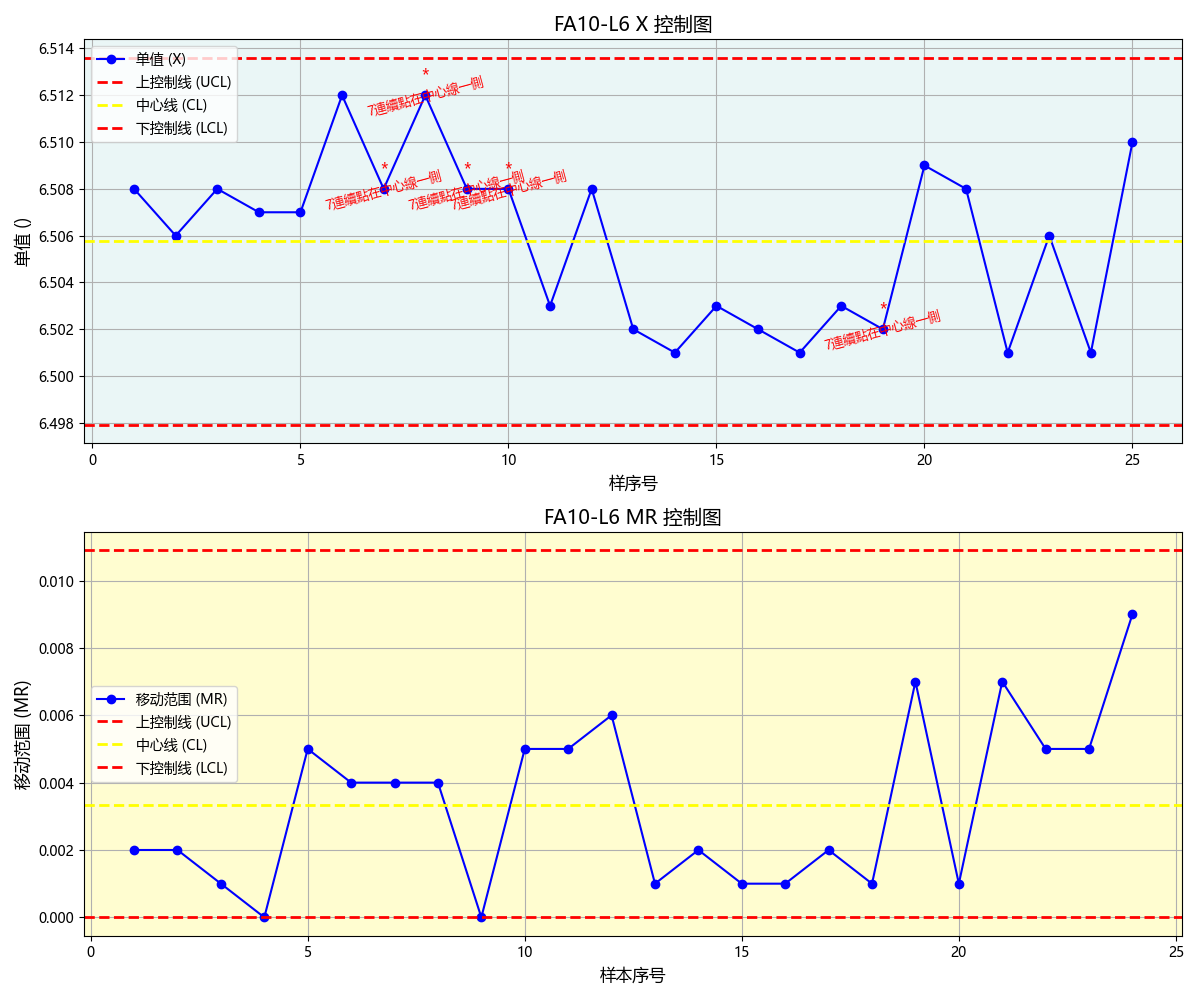 FA10-L6 X 控制图
单值 (X)
上控制线 (UCL)
中心线 (CL)
下控制线 (LCL)
单值 ()
6.514
6.512
6.510
6.508
6.506
6.504
6.502
6.500
6.498
*
7連續點在中心線一側
*
7連續點在中心線一側
*
7連續點在中心線一側
*
7連續點在中心線一側
*
7連續點在中心線一側
0 5 10 15 20 25
样序号
FA10-L6 MR 控制图
移动范围 (MR)
上控制线 (UCL)
中心线 (CL)
下控制线 (LCL)
移动范围 (MR)
0.010
0.008
0.006
0.004
0.002
0.000
0 5 10 15 20 25
样本序号